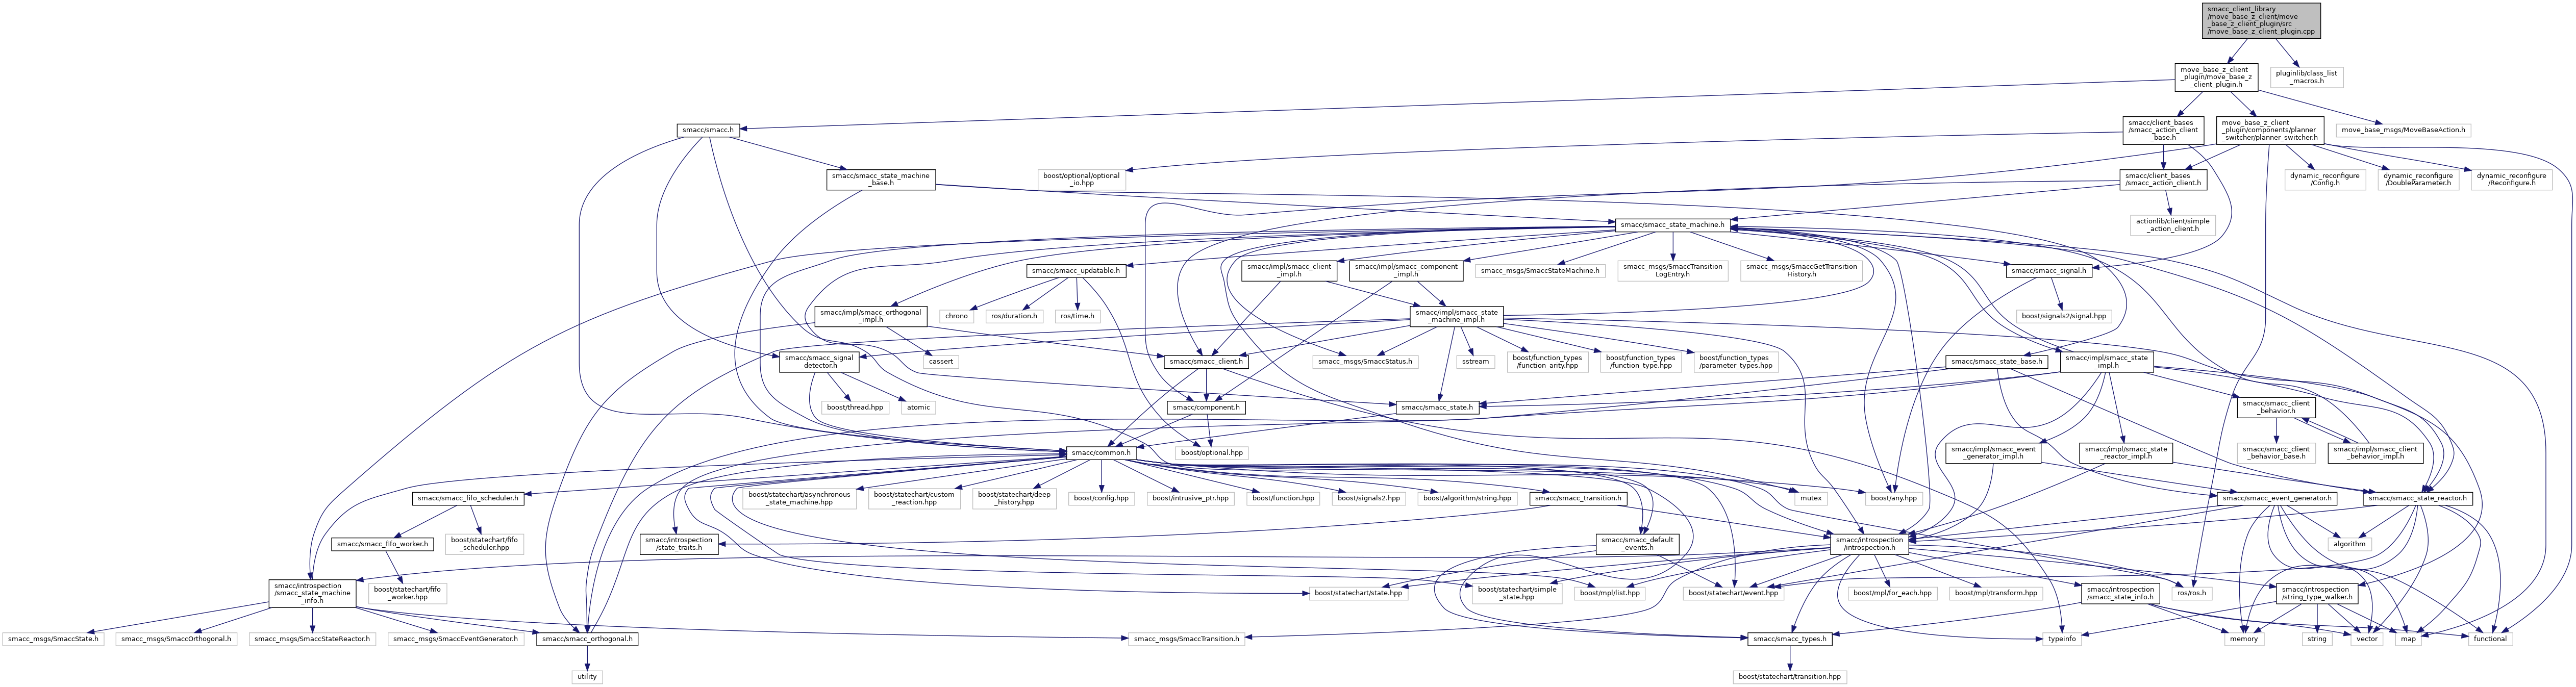 smacc_client_library
/move_base_z_client/move
_base_z_client_plugin/src
/move_base_z_client_plugin.cpp
move_base_z_client
_plugin/move_base_z
_client_plugin.h
pluginlib/class_list
_macros.h
smacc/smacc.h
smacc/client_bases
/smacc_action_client
_base.h
move_base_z_client
_plugin/components/planner
_switcher/planner_switcher.h
move_base_msgs/MoveBaseAction.h
smacc/smacc_state_machine
_base.h
boost/optional/optional
_io.hpp
smacc/client_bases
/smacc_action_client.h
dynamic_reconfigure
/Config.h
dynamic_reconfigure
/DoubleParameter.h
dynamic_reconfigure
/Reconfigure.h
smacc/smacc_state_machine.h
actionlib/client/simple
_action_client.h
smacc/smacc_updatable.h
smacc/impl/smacc_client
_impl.h
smacc/impl/smacc_component
_impl.h
smacc_msgs/SmaccStateMachine.h
smacc_msgs/SmaccTransition
LogEntry.h
smacc_msgs/SmaccGetTransition
History.h
smacc/smacc_signal.h
smacc/impl/smacc_orthogonal
_impl.h
chrono
ros/duration.h
ros/time.h
smacc/impl/smacc_state
_machine_impl.h
boost/signals2/signal.hpp
smacc/smacc_signal
_detector.h
cassert
smacc/smacc_client.h
smacc_msgs/SmaccStatus.h
sstream
boost/function_types
/function_arity.hpp
boost/function_types
/function_type.hpp
boost/function_types
/parameter_types.hpp
smacc/smacc_state_base.h
smacc/impl/smacc_state
_impl.h
boost/thread.hpp
atomic
smacc/component.h
smacc/smacc_state.h
smacc/smacc_client
_behavior.h
smacc/common.h
boost/optional.hpp
smacc/impl/smacc_event
_generator_impl.h
smacc/impl/smacc_state
_reactor_impl.h
smacc/smacc_client
_behavior_base.h
smacc/impl/smacc_client
_behavior_impl.h
smacc/smacc_fifo_scheduler.h
boost/statechart/asynchronous
_state_machine.hpp
boost/statechart/custom
_reaction.hpp
boost/statechart/deep
_history.hpp
boost/config.hpp
boost/intrusive_ptr.hpp
boost/function.hpp
boost/signals2.hpp
boost/algorithm/string.hpp
smacc/smacc_transition.h
mutex
boost/any.hpp
smacc/smacc_event_generator.h
smacc/smacc_state_reactor.h
smacc/smacc_fifo_worker.h
boost/statechart/fifo
_scheduler.hpp
smacc/introspection
/state_traits.h
smacc/smacc_default
_events.h
smacc/introspection
/introspection.h
algorithm
smacc/introspection
/smacc_state_machine
_info.h
boost/statechart/fifo
_worker.hpp
boost/statechart/state.hpp
boost/statechart/simple
_state.hpp
boost/mpl/list.hpp
boost/statechart/event.hpp
boost/mpl/for_each.hpp
boost/mpl/transform.hpp
smacc/introspection
/smacc_state_info.h
ros/ros.h
smacc/introspection
/string_type_walker.h
smacc_msgs/SmaccState.h
smacc_msgs/SmaccOrthogonal.h
smacc_msgs/SmaccStateReactor.h
smacc_msgs/SmaccEventGenerator.h
smacc/smacc_orthogonal.h
smacc_msgs/SmaccTransition.h
smacc/smacc_types.h
typeinfo
memory
string
vector
map
functional
utility
boost/statechart/transition.hpp